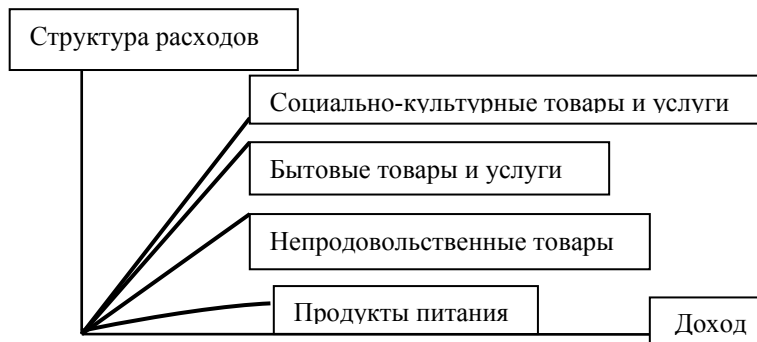 Структура расходов
Социально-культурные товары и услуги
Бытовые товары и услуги
Непродовольственные товары
Продукты питания
Доход